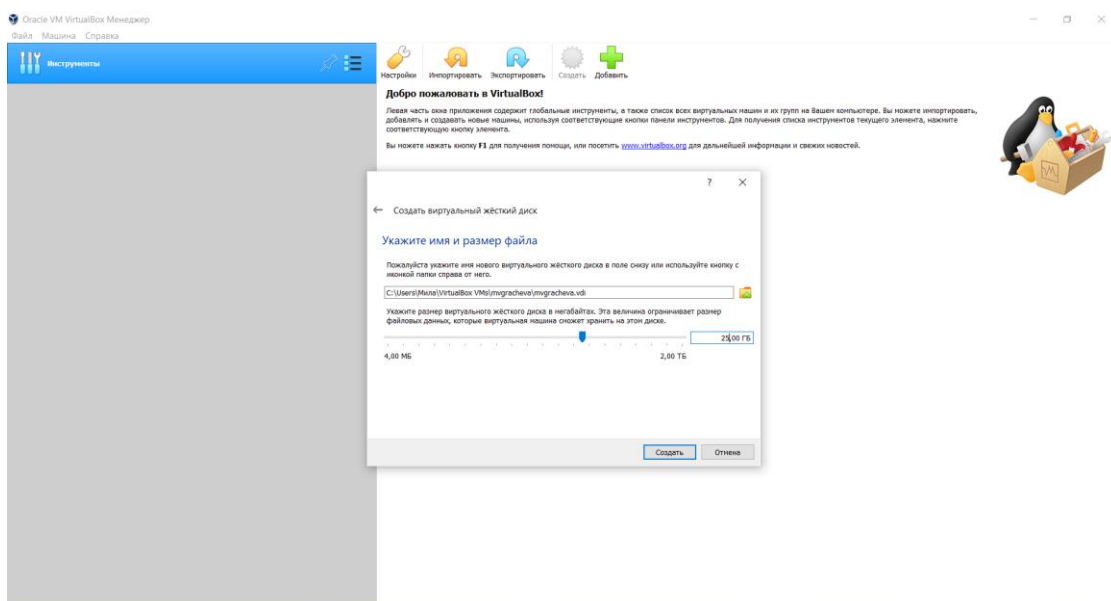 Oracle VM VirtualBox Менеджер
Файл Машина Справка
Инструменты
Настройки Импортировать Экспортировать Создать Добавить
Добро пожаловать в VirtualBox!
Левая часть окна приложения содержит глобальные инструменты, а также список всех виртуальных машин и их групп на Вашем компьютере. Вы можете импортировать,
добавлять и создавать новые машины, используя соответствующие кнопки панели инструментов. Для получения списка инструментов текущего элемента, нажмите
соответствующую кнопку элемента.
Вы можете нажать кнопку F1 для получения помощи, или посетить www.virtualbox.org для дальнейшей информации и свежих новостей.
VM
?
Создать виртуальный жёсткий диск
Укажите имя и размер файла
Пожалуйста укажите имя нового виртуального жёсткого диска в поле снизу или используйте кнопку с
иконкой папки справа от него.
C:\Users\Мила\VirtualBox VMs\mvgracheva\mvgracheva.vdi
Укажите размер виртуального жёсткого диска в мегабайтах. Эта величина ограничивает размер
файловых данных, которые виртуальная машина сможет хранить на этом диске.
25,00 ГБ
4,00 МБ 2,00 ТБ
Создать Отмена